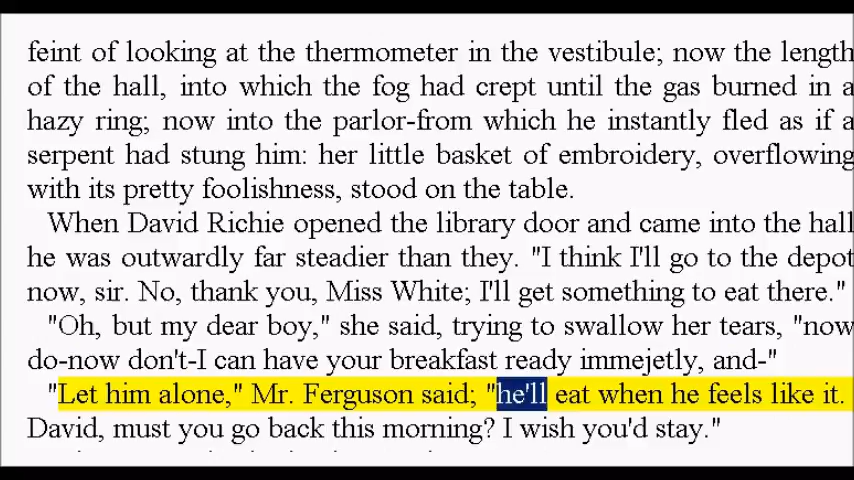 feint of looking at the thermometer in the vestibule; now the length
of the hall, into which the fog had crept until the gas burned in a
hazy ring; now into the parlor-from which he instantly fled as if a
serpent had stung him: her little basket of embroidery, overflowing
with its pretty foolishness, stood on the table.
When David Richie opened the library door and came into the hall
he was outwardly far steadier than they. "I think I'll go to the depot
now, sir. No, thank you, Miss White; I'll get something to eat there."
"Oh, but my dear boy," she said, trying to swallow her tears, "now
do-now don't-I can have your breakfast ready immejetly, and-"
"Let him alone," Mr. Ferguson said; "he'll eat when he feels like it.
David, must you go back this morning? I wish you'd stay."